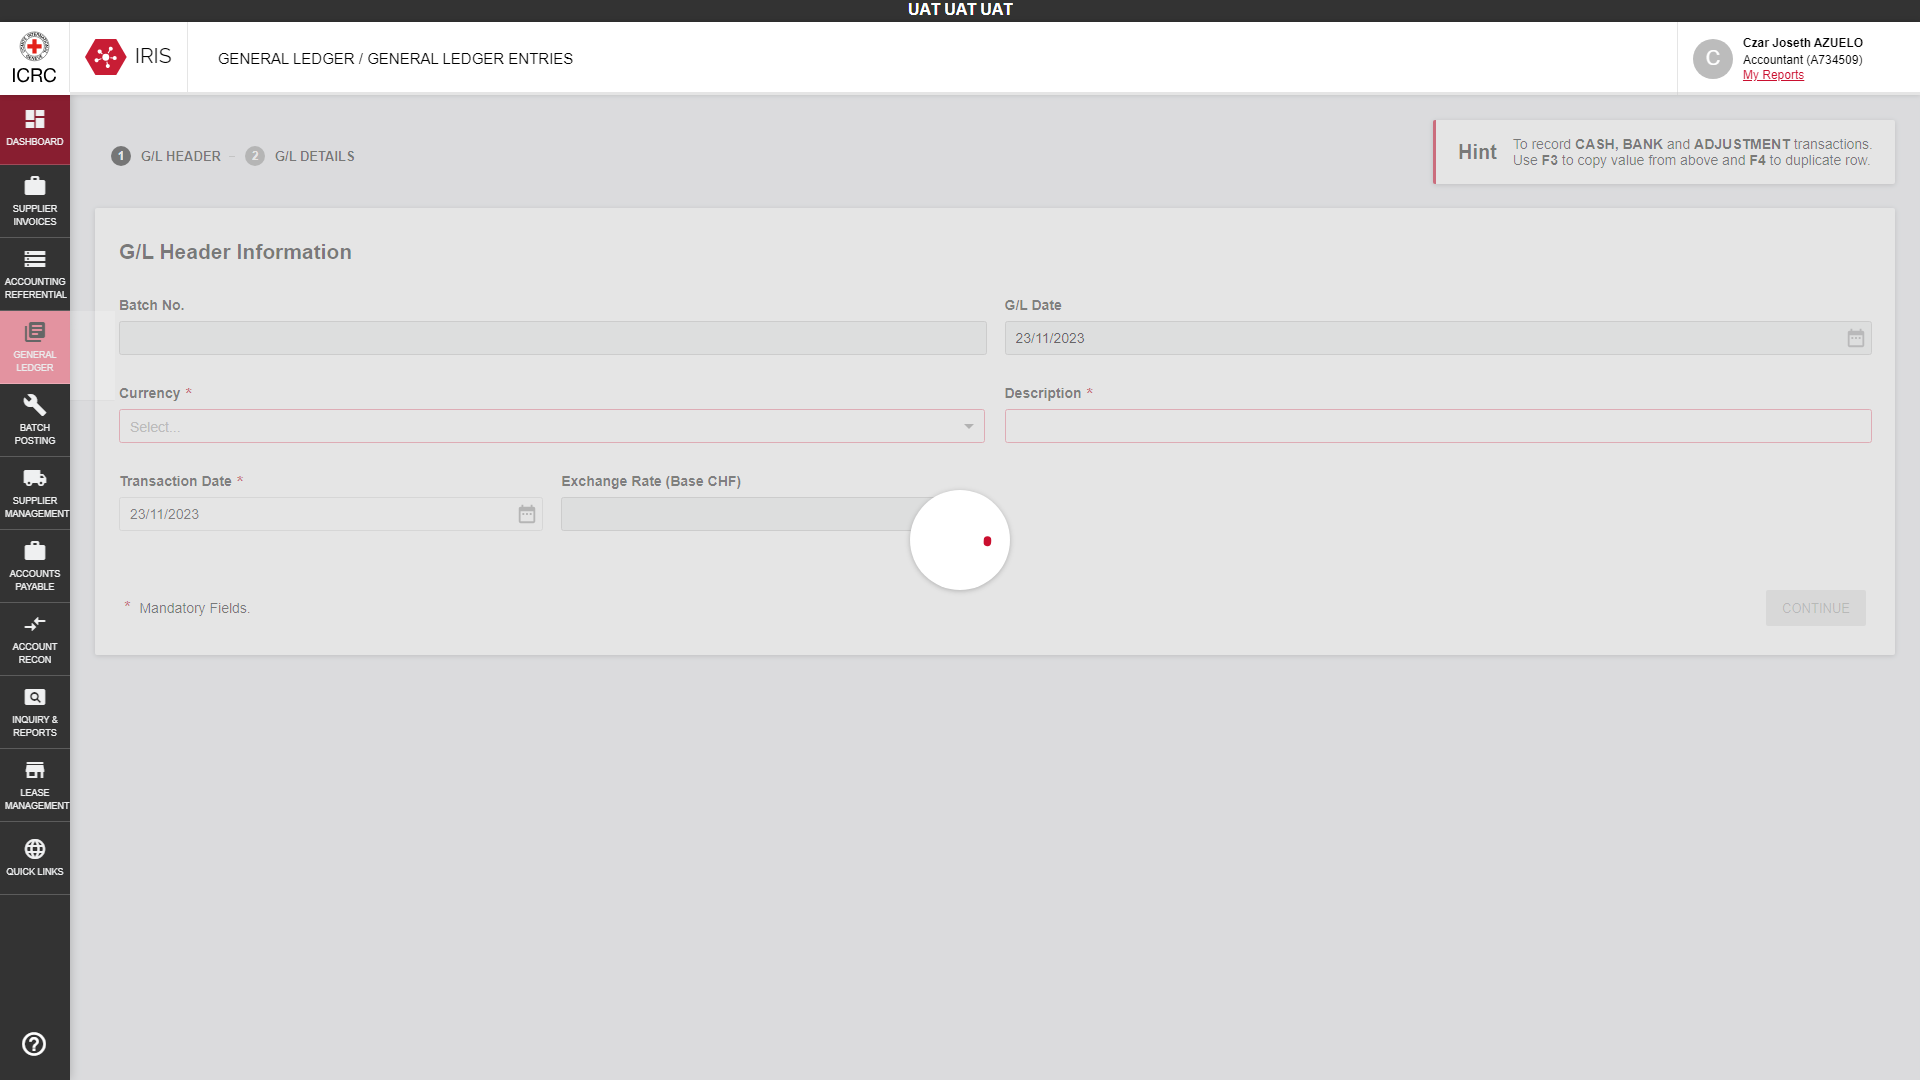 UAT UAT UAT
ICRC
IRIS
GENERAL LEDGER / GENERAL LEDGER ENTRIES
C
Czar Joseth AZUELO
Accountant (A734509)
My Reports
DASHBOARD
SUPPLIER
INVOICES
ACCOUNTING
REFERENTIAL
GENERAL
LEDGER
BATCH
POSTING
SUPPLIER
MANAGEMENT
ACCOUNTS
PAYABLE
ACCOUNT
RECON
INQUIRY &
REPORTS
LEASE
MANAGEMENT
QUICK LINKS
1 G/L HEADER - 2 G/L DETAILS
Hint
To record CASH, BANK and ADJUSTMENT transactions.
Use F3 to copy value from above and F4 to duplicate row.
G/L Header Information
Batch No.
G/L Date
23/11/2023
Currency *
Select...
Description *
Transaction Date *
23/11/2023
Exchange Rate (Base CHF)
* Mandatory Fields.
CONTINUE